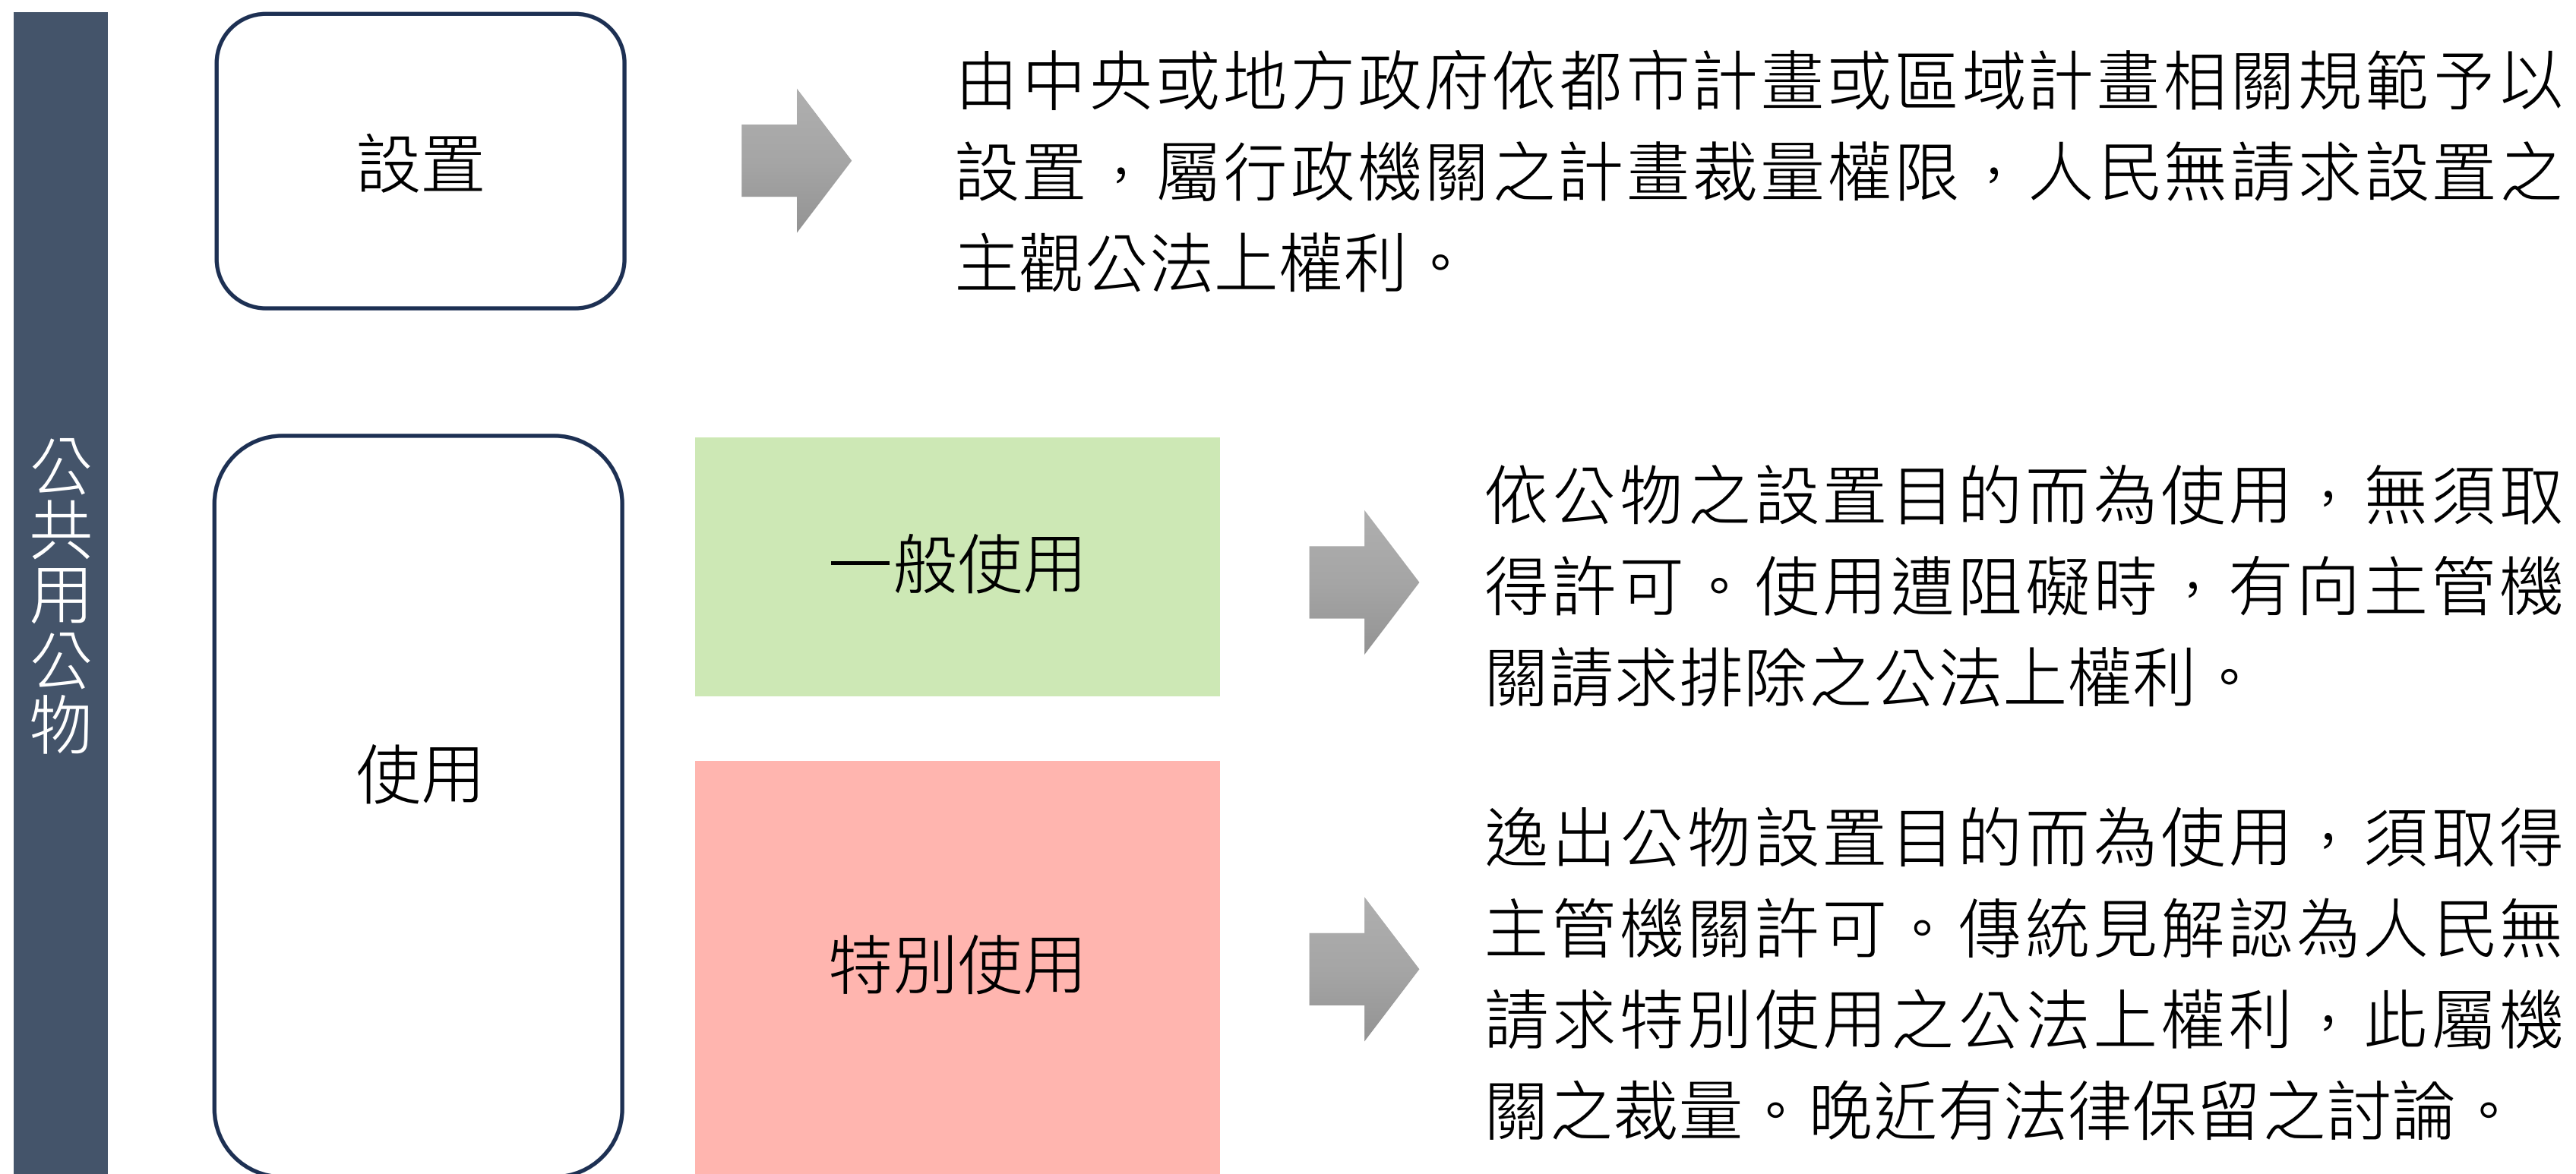 公共用公物
設置
由中央或地方政府依都市計畫或區域計畫相關規範予以
設置，屬行政機關之計畫裁量權限，人民無請求設置之
主觀公法上權利。
使用
一般使用
依公物之設置目的而為使用，無須取
得許可。使用遭阻礙時，有向主管機
關請求排除之公法上權利。
特別使用
逸出公物設置目的而為使用，須取得
主管機關許可。傳統見解認為人民無
請求特別使用之公法上權利，此屬機
關之裁量。晚近有法律保留之討論。